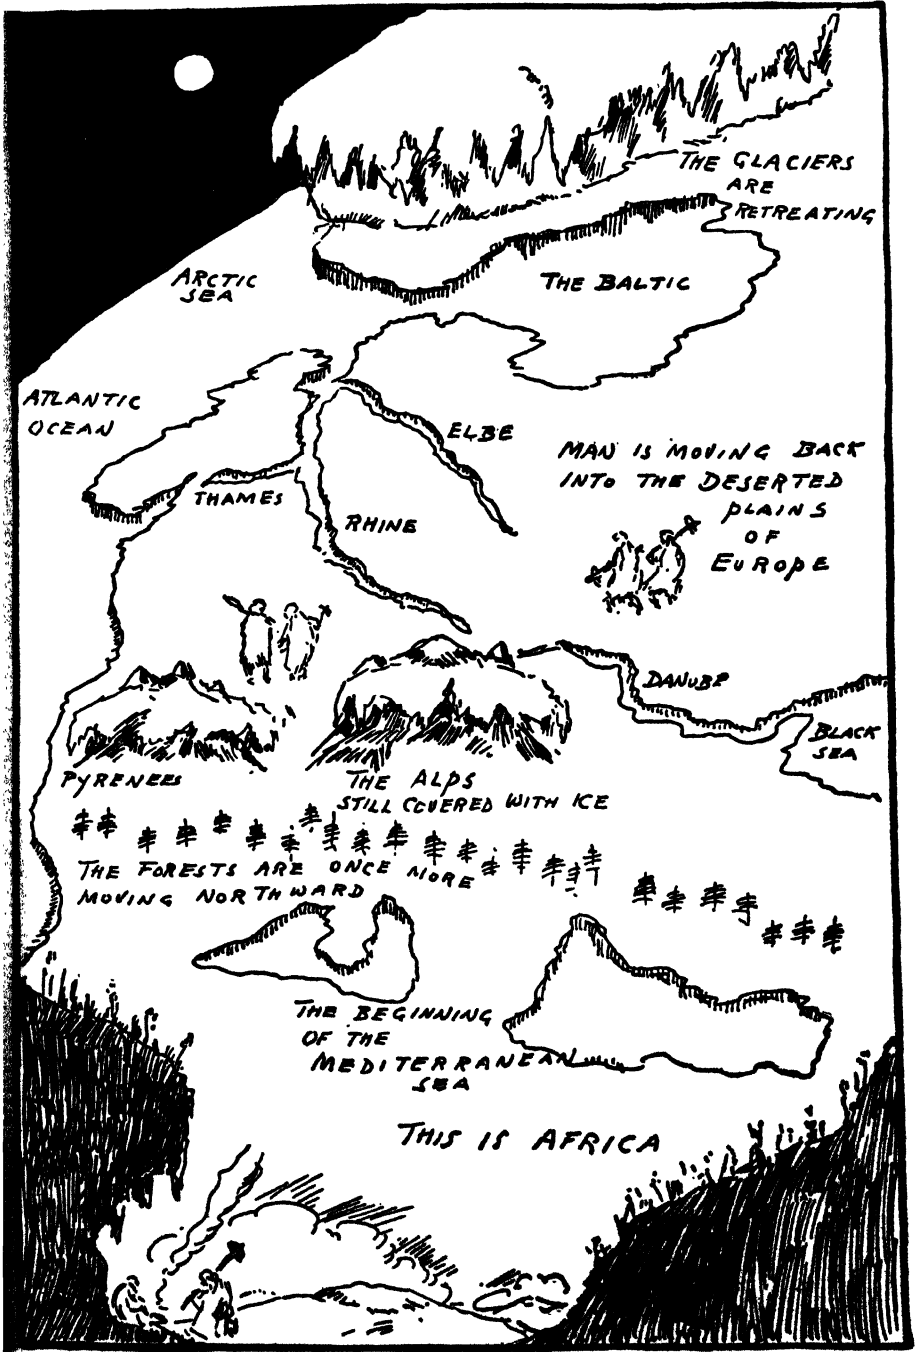 THE GLACIERS
ARE
RETREATING
ARCTIC
SEA
THE BALTIC
ATLANTIC
OCEAN
ELBE
THAMES
RHINE
MAN IS MOVING BACK
INTO THE DESERTED
PLAINS
OF
EUROPE
DANUBE
BLACK
SEA
PYRENEES
THE ALPS
STILL COVERED WITH ICE
THE FORESTS ARE ONCE MORE
MOVING NORTHWARD
THE BEGINNING
OF THE
MEDITERRANEAN
SEA
THIS IS AFRICA